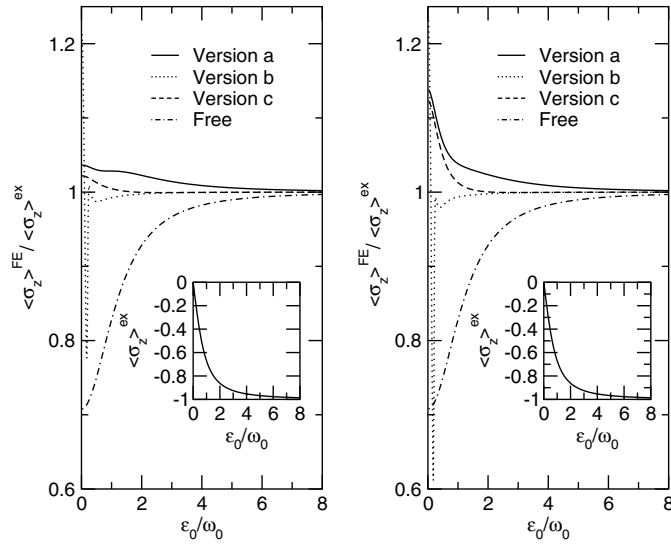 1.2
1
0.8
0.6
<σz>FE / <σz>ex
Version a
Version b
Version c
Free
0
-0.2
-0.4
-0.6
-0.8
-1
<σz>ex
0 2 4 6 8
ε0/ω0
0 2 4 6 8
ε0/ω0
1.2
1
0.8
0.6
<σz>FE / <σz>ex
Version a
Version b
Version c
Free
0
-0.2
-0.4
-0.6
-0.8
-1
<σz>ex
0 2 4 6 8
ε0/ω0
0 2 4 6 8
ε0/ω0